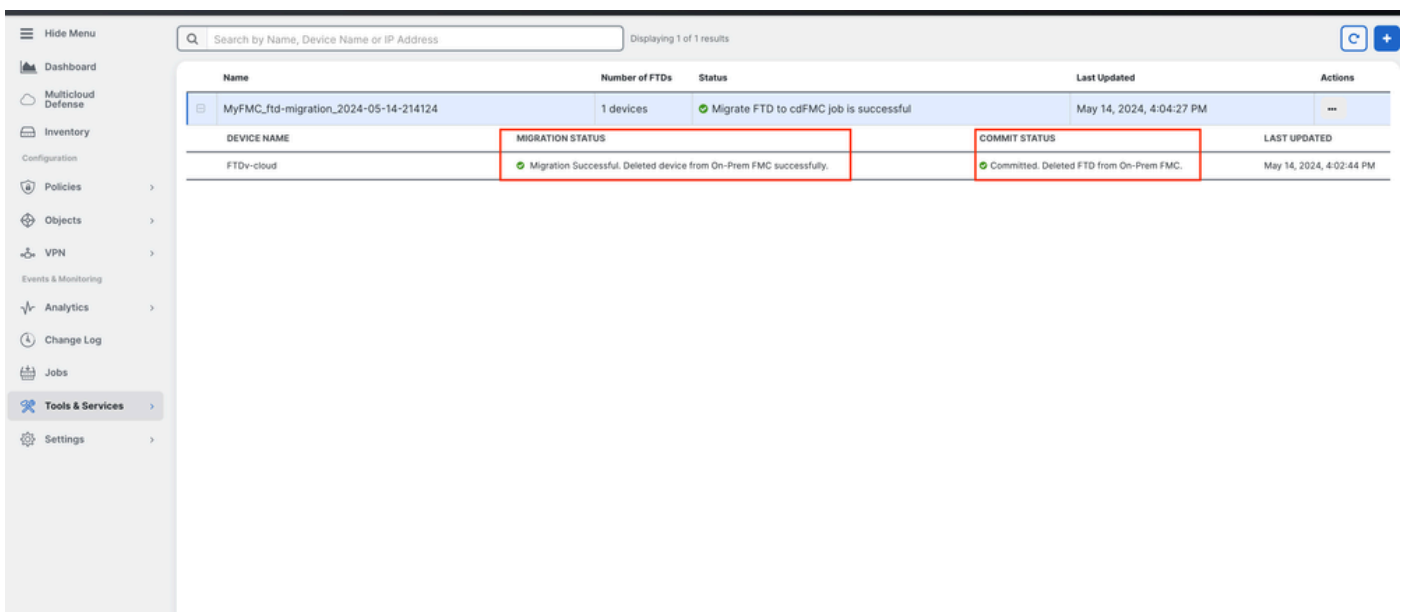 Hide Menu
Search by Name, Device Name or IP Address
Displaying 1 of 1 results
Dashboard
Multicloud
Defense
Inventory
Configuration
Policies
Objects
VPN
Events & Monitoring
Analytics
Change Log
Jobs
Tools & Services
Settings
Name Number of FTDs Status Last Updated Actions
MyFMC_ftd-migration_2024-05-14-214124 1 devices Migrate FTD to cdFMC job is successful May 14, 2024, 4:04:27 PM
DEVICE NAME MIGRATION STATUS COMMIT STATUS LAST UPDATED
FTDv-cloud Migration Successful. Deleted device from On-Prem FMC successfully. Committed. Deleted FTD from On-Prem FMC. May 14, 2024, 4:02:44 PM